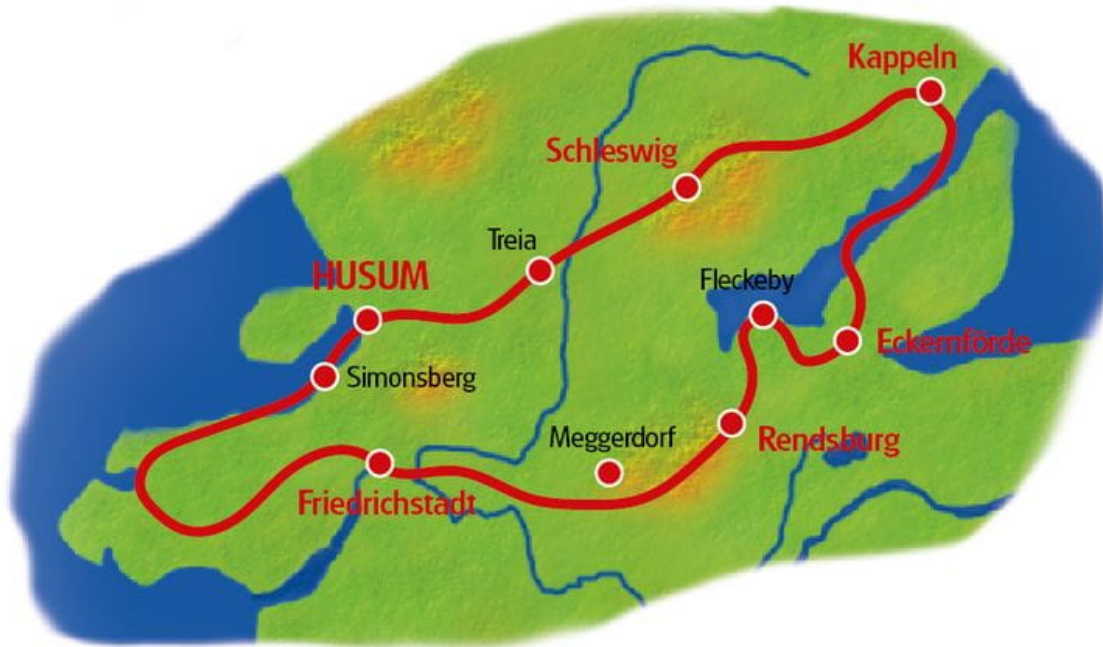 Kappeln
Schleswig
Treia
HUSUM
Fleckeby
Eckernförde
Simonsberg
Meggerdorf
Rendsburg
Friedrichstadt